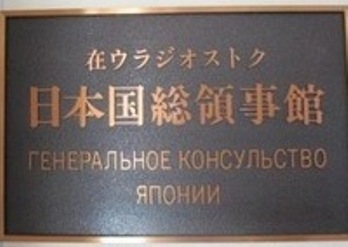 在ウラジオストク
日本国総領事館
ГЕНЕРАЛЬНОЕ КОНСУЛЬСТВО
ЯПОНИИ